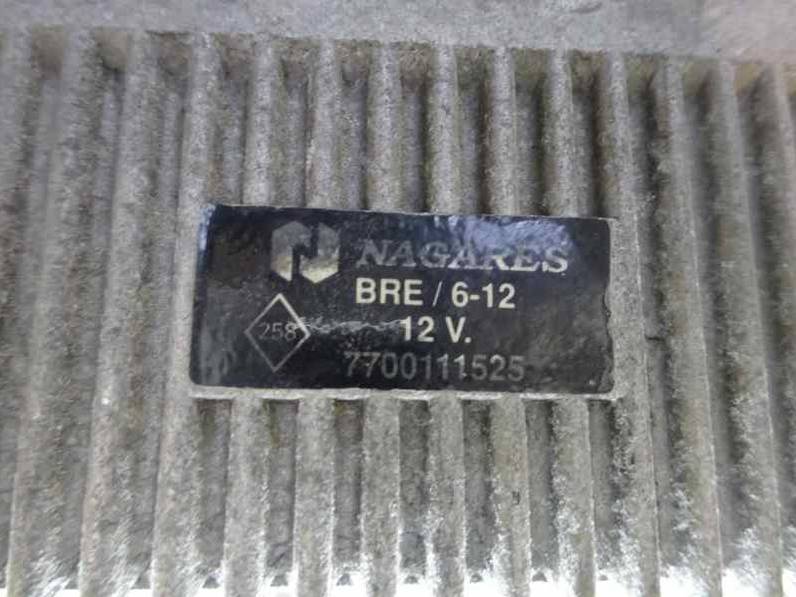 NAGARES
BRE / 6-12
258
12 V.
7700111525